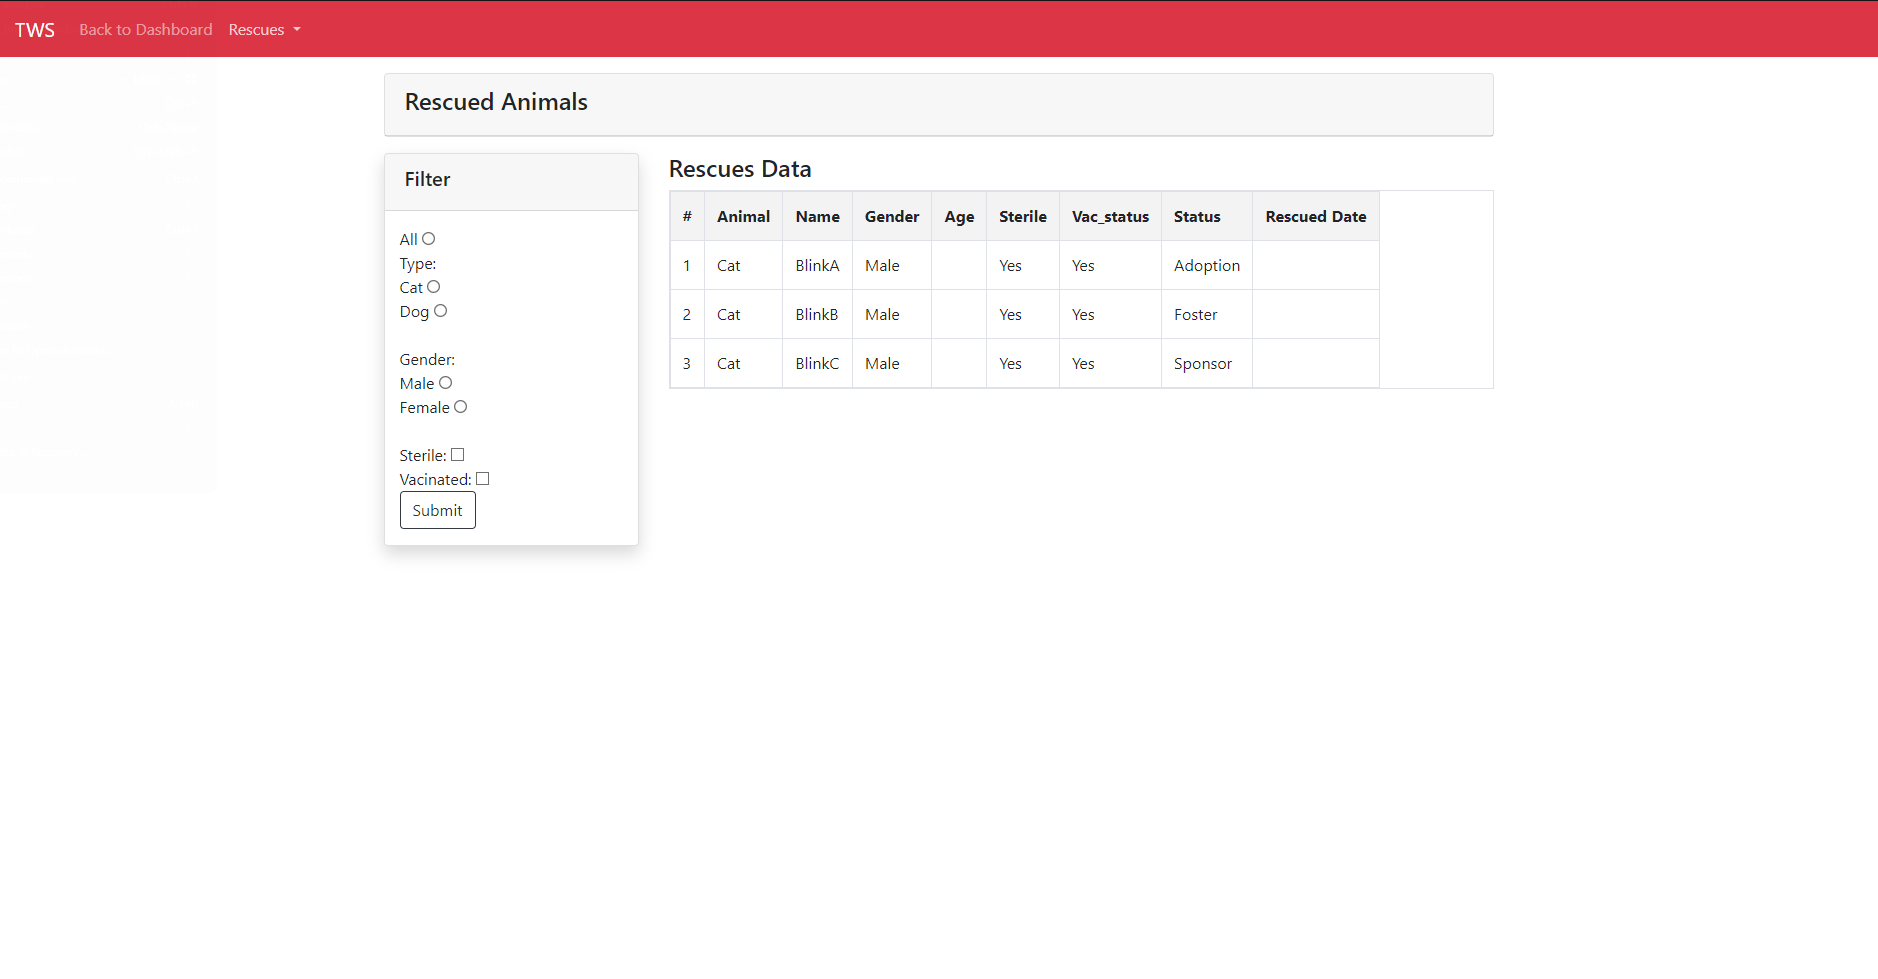 TWS Back to Dashboard Rescues
Rescued Animals
Filter
All
Type:
Cat
Dog
Gender:
Male
Female
Sterile:
Vacinated:
Submit
Rescues Data
# Animal Name Gender Age Sterile Vac_status Status Rescued Date
1 Cat BlinkA Male Yes Yes Adoption
2 Cat BlinkB Male Yes Yes Foster
3 Cat BlinkC Male Yes Yes Sponsor